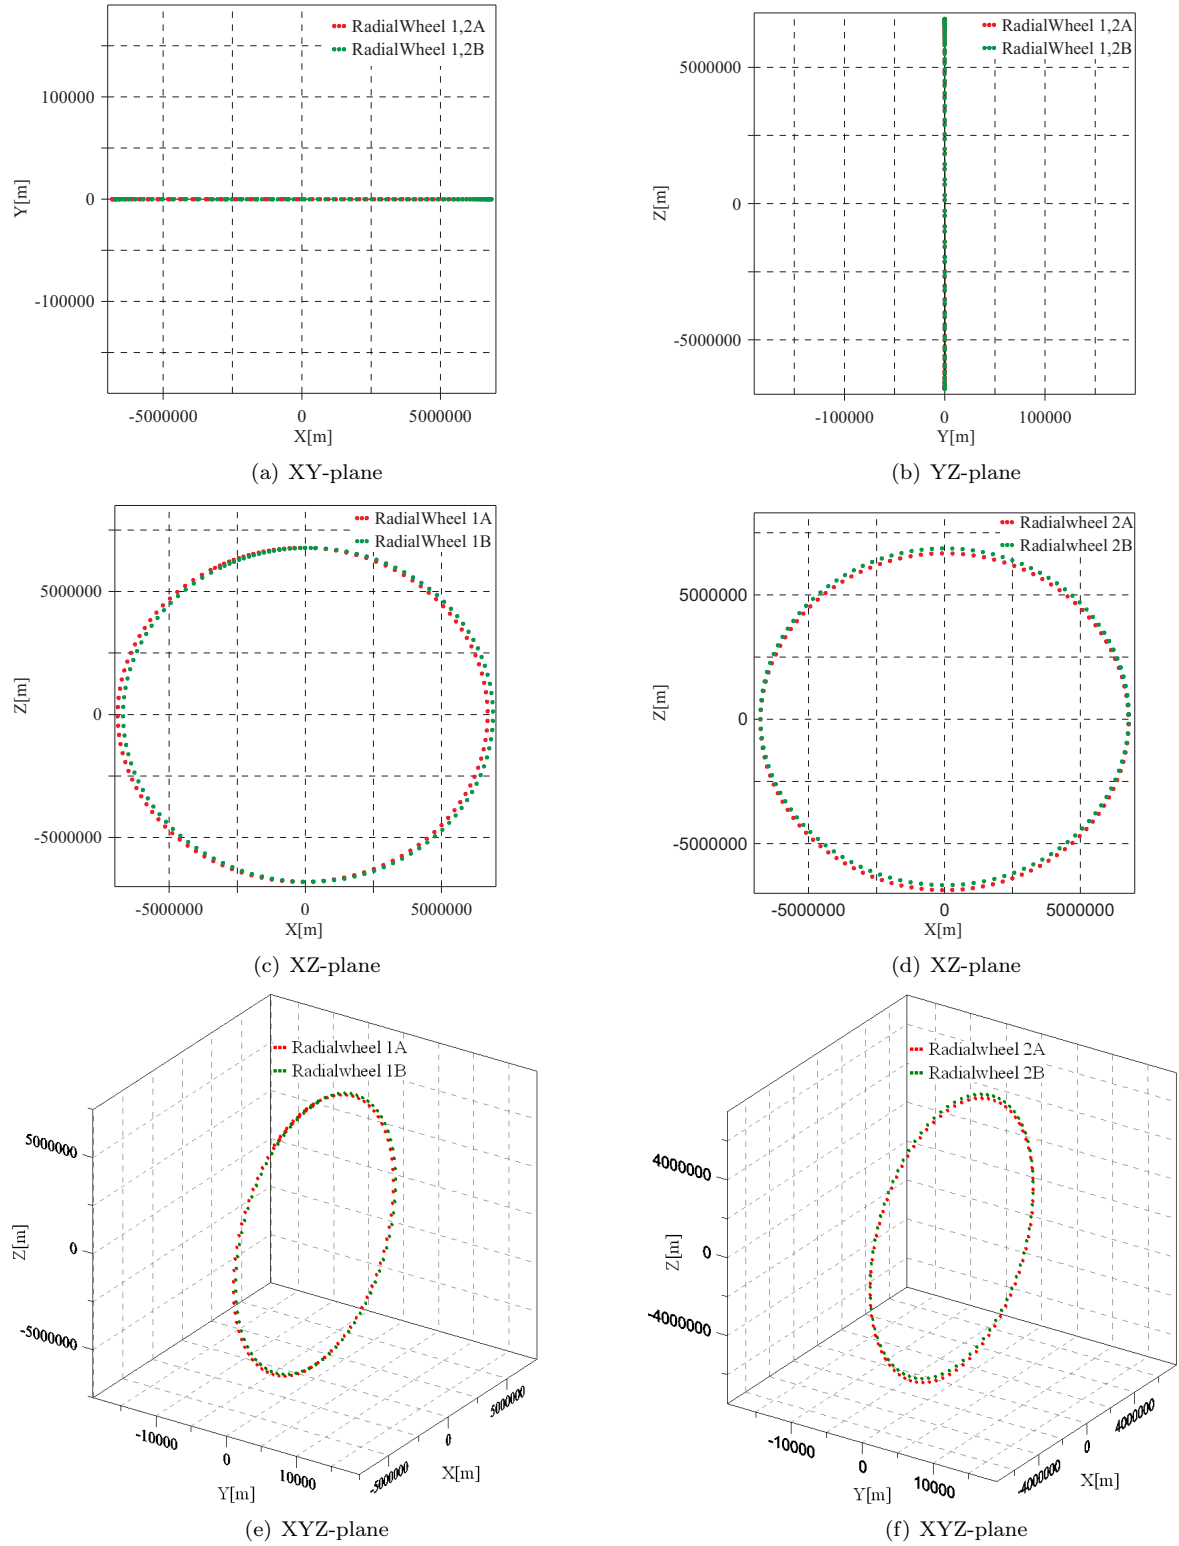 RadialWheel 1,2A
RadialWheel 1,2B
100000
0
-100000
Y[m]
-5000000 0 5000000
X[m]
(a) XY-plane
RadialWheel 1,2A
RadialWheel 1,2B
5000000
0
-5000000
Z[m]
-100000 0 100000
Y[m]
(b) YZ-plane
RadialWheel 1A
RadialWheel 1B
5000000
0
-5000000
Z[m]
-5000000 0 5000000
X[m]
(c) XZ-plane
Radialwheel 2A
Radialwheel 2B
5000000
0
-5000000
Z[m]
-5000000 0 5000000
X[m]
(d) XZ-plane
Radialwheel 1A
Radialwheel 1B
5000000
0
-5000000
Z[m]
-10000 0 10000
Y[m]
-5000000 0 5000000
X[m]
(e) XYZ-plane
Radialwheel 2A
Radialwheel 2B
4000000
0
-4000000
Z[m]
-10000 0 10000
Y[m]
-4000000 0 4000000
X[m]
(f) XYZ-plane